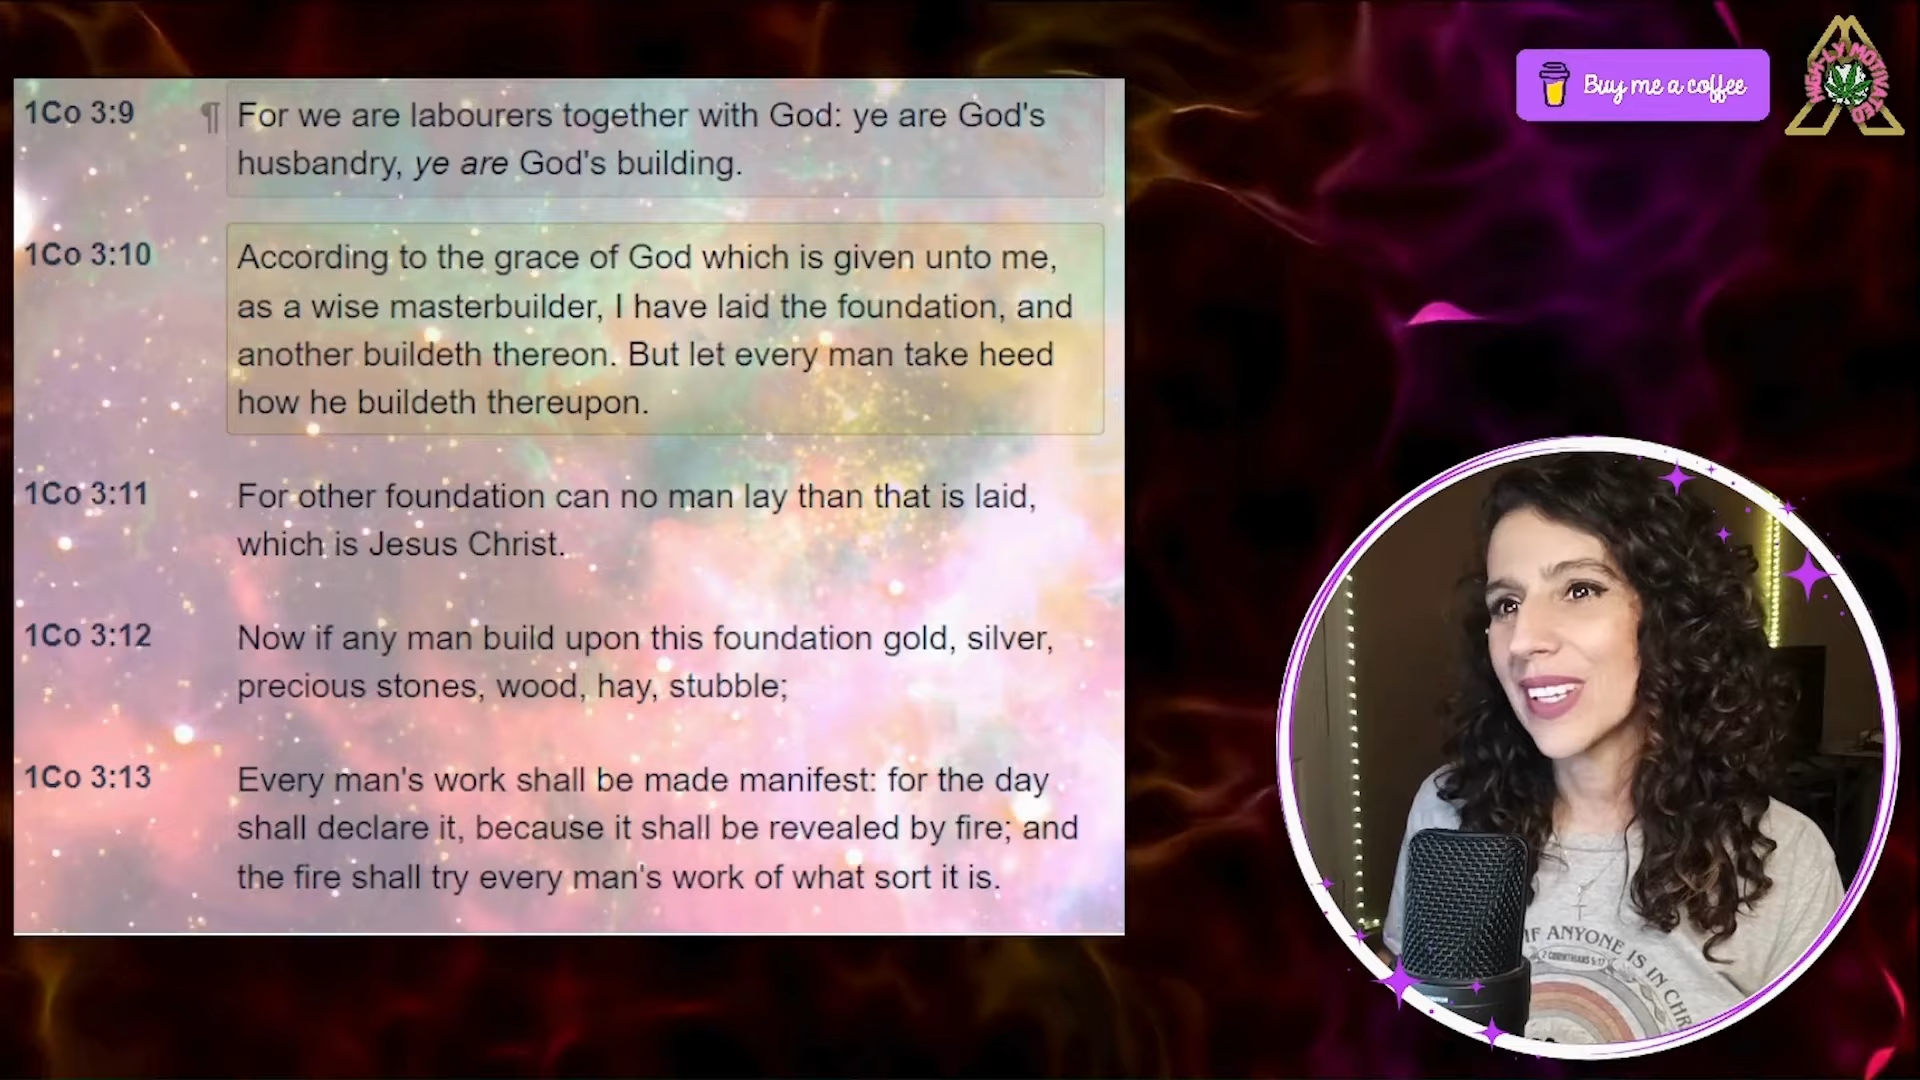 1Co 3:9 ¶ For we are labourers together with God: ye are God's
husbandry, ye are God's building.
1Co 3:10 According to the grace of God which is given unto me,
as a wise masterbuilder, I have laid the foundation, and
another buildeth thereon. But let every man take heed
how he buildeth thereupon.
1Co 3:11 For other foundation can no man lay than that is laid,
which is Jesus Christ.
1Co 3:12 Now if any man build upon this foundation gold, silver,
precious stones, wood, hay, stubble;
1Co 3:13 Every man's work shall be made manifest: for the day
shall declare it, because it shall be revealed by fire; and
the fire shall try every man's work of what sort it is.
Buy me a coffee
HIGH-LY MOTIVATED
IF ANYONE IS IN CHR
2 CORINTHIANS 5:17